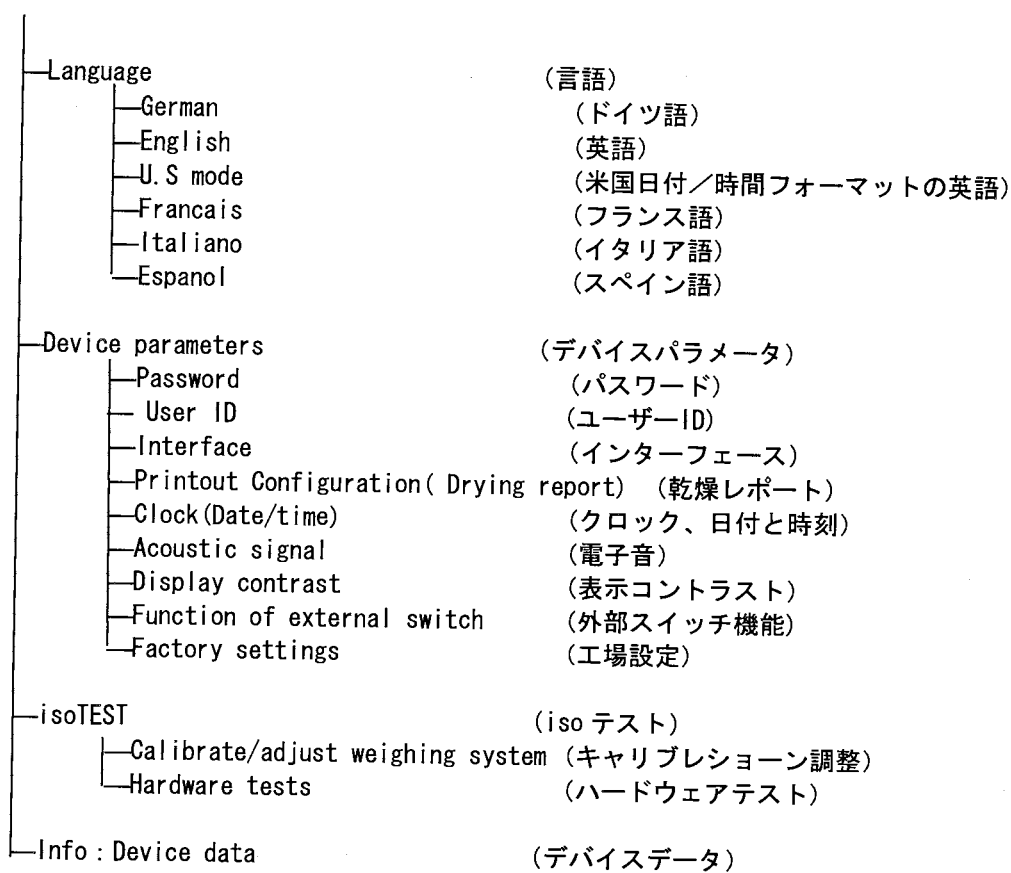 Language (言語)
German (ドイツ語)
English (英語)
U.S mode (米国日付/時間フォーマットの英語)
Francais (フランス語)
Italiano (イタリア語)
Espanol (スペイン語)
Device parameters (デバイスパラメータ)
Password (パスワード)
User ID (ユーザーID)
Interface (インターフェース)
Printout Configuration( Drying report) (乾燥レポート)
Clock(Date/time) (クロック、日付と時刻)
Acoustic signal (電子音)
Display contrast (表示コントラスト)
Function of external switch (外部スイッチ機能)
Factory settings (工場設定)
isoTEST (iso テスト)
Calibrate/adjust weighing system (キャリブレショーン調整)
Hardware tests (ハードウェアテスト)
Info:Device data (デバイスデータ)